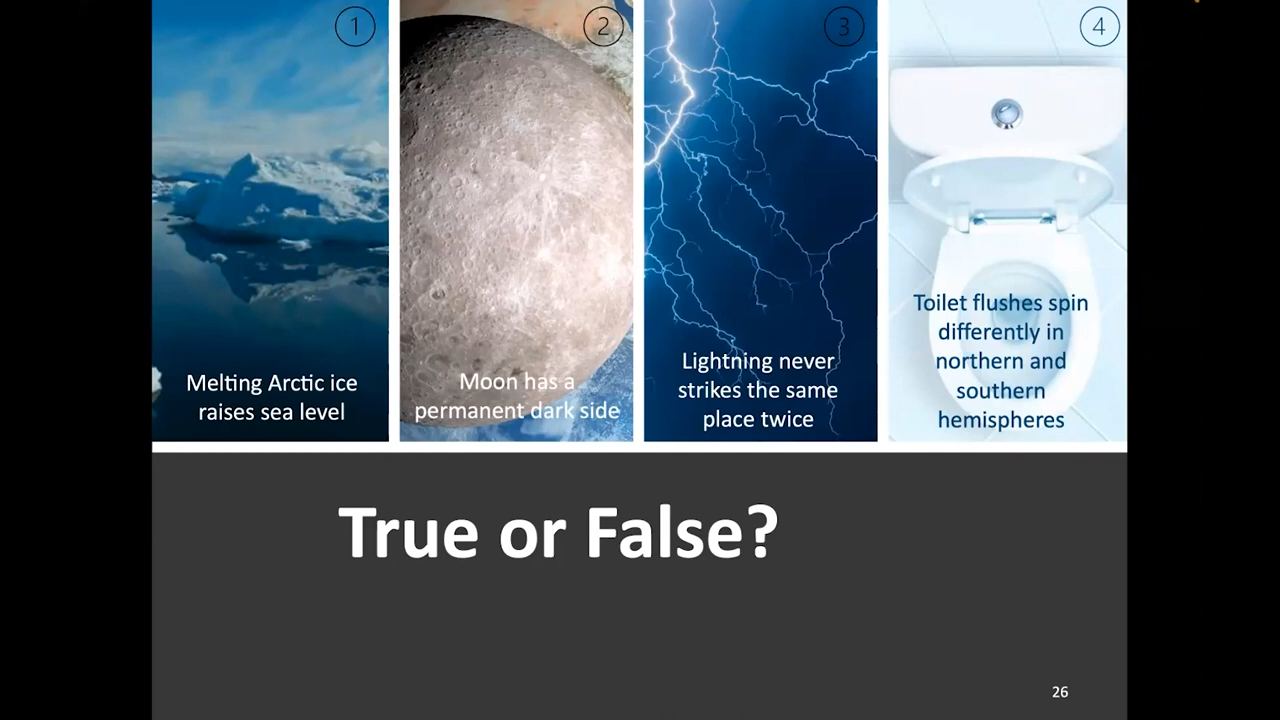 1
Melting Arctic ice
raises sea level
2
Moon has a
permanent dark side
3
Lightning never
strikes the same
place twice
4
Toilet flushes spin
differently in
northern and
southern
hemispheres
True or False?
26